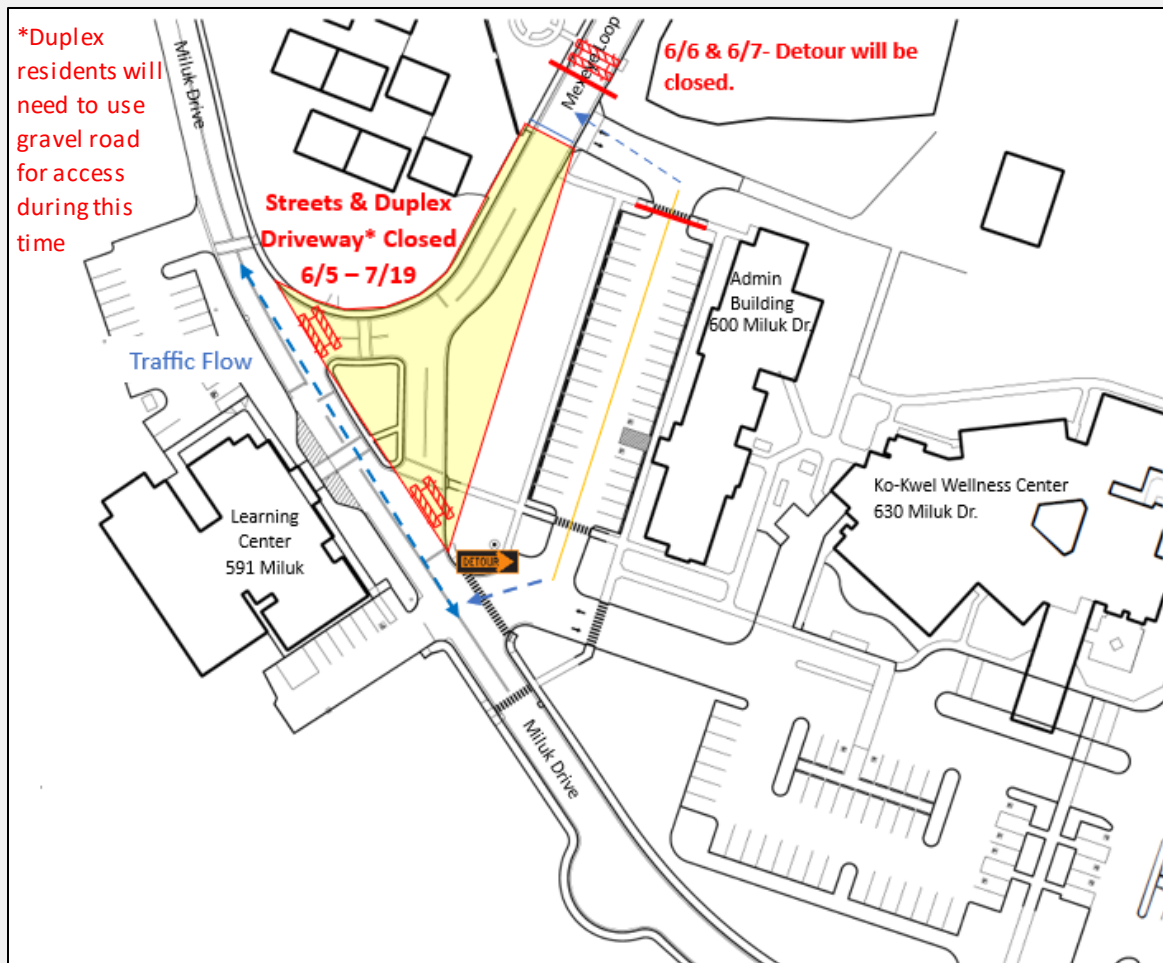 *Duplex
residents will
need to use
gravel road
for access
during this
time
Miluk Drive
Mexeye Loop
6/6 & 6/7- Detour will be
closed.
Streets & Duplex
Driveway* Closed
6/5 – 7/19
Traffic Flow
Admin
Building
600 Miluk Dr.
Ko-Kwel Wellness Center
630 Miluk Dr.
Learning
Center
591 Miluk
DETOUR
Miluk Drive